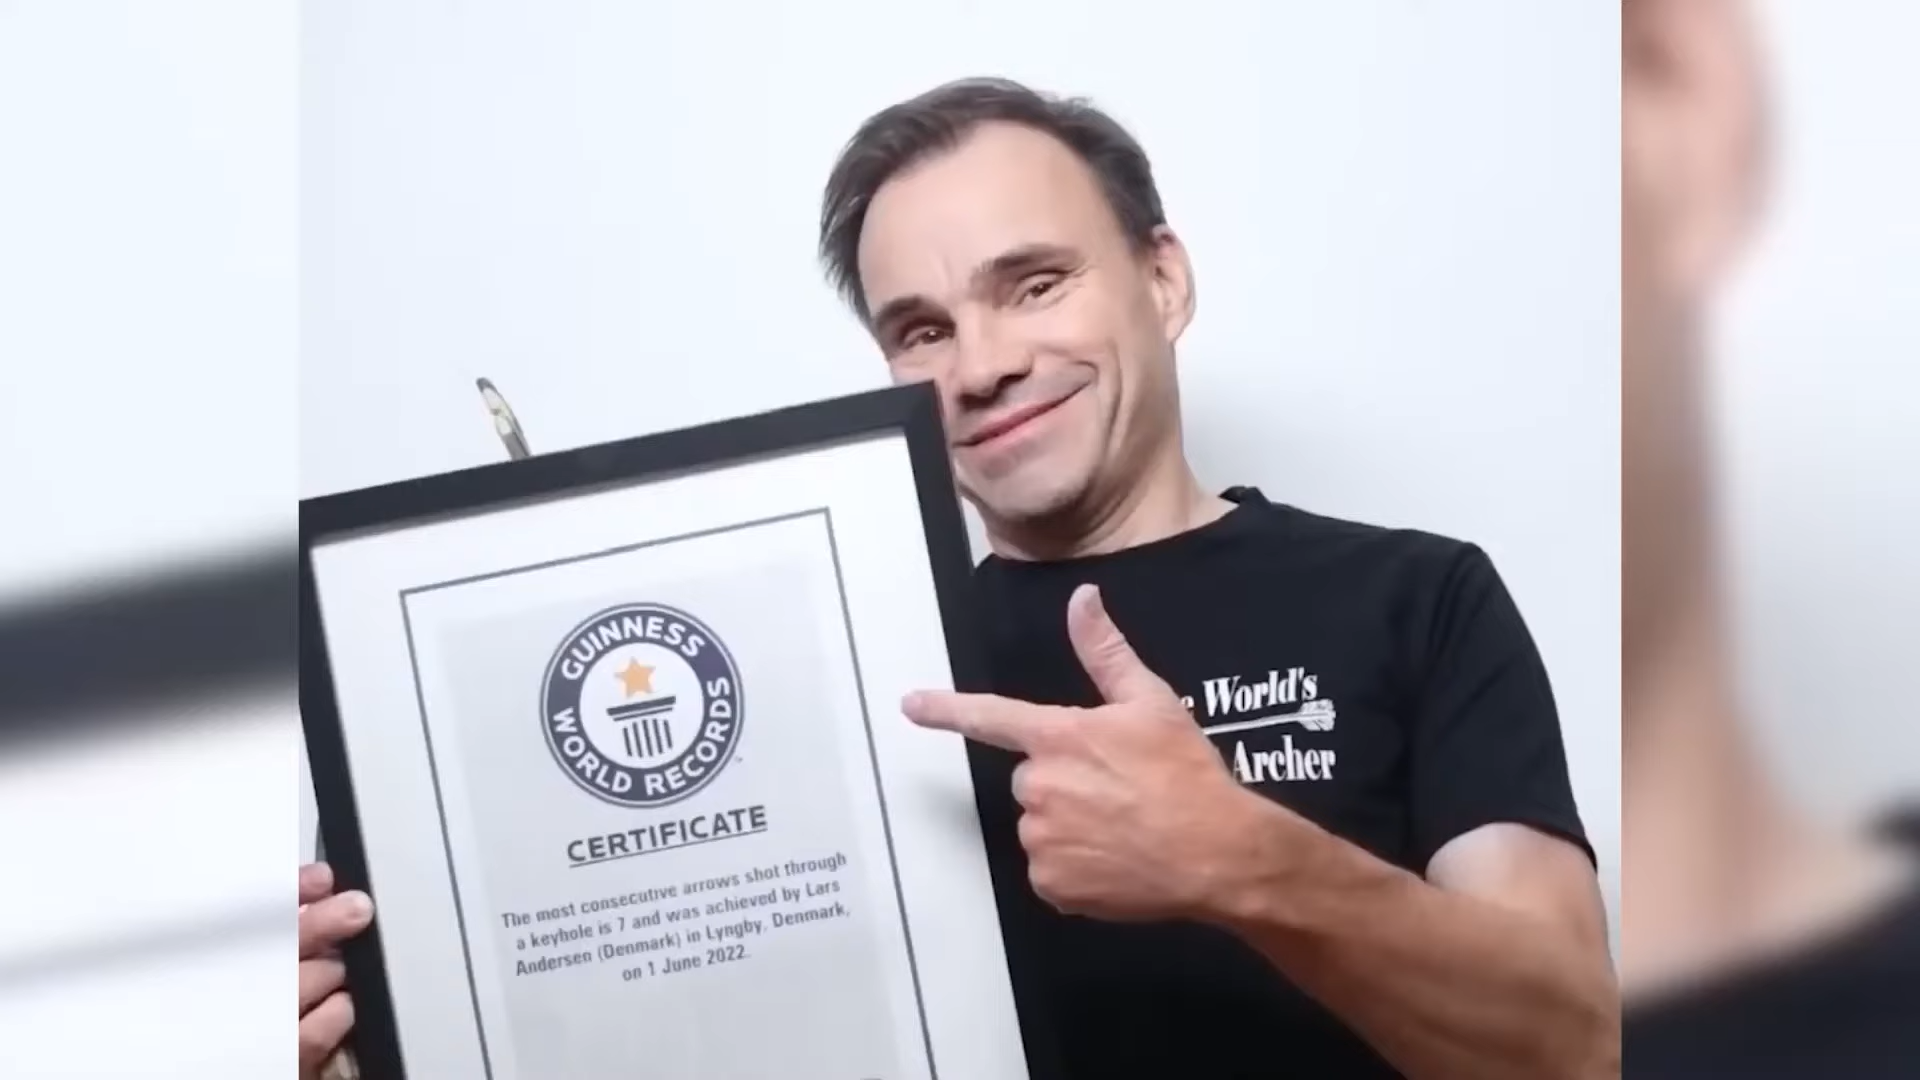 GUINNESS
WORLD RECORDS
CERTIFICATE
The most consecutive arrows shot through
a keyhole is 7 and was achieved by Lars
Andersen (Denmark) in Lyngby, Denmark,
on 1 June 2022.
World's
Archer